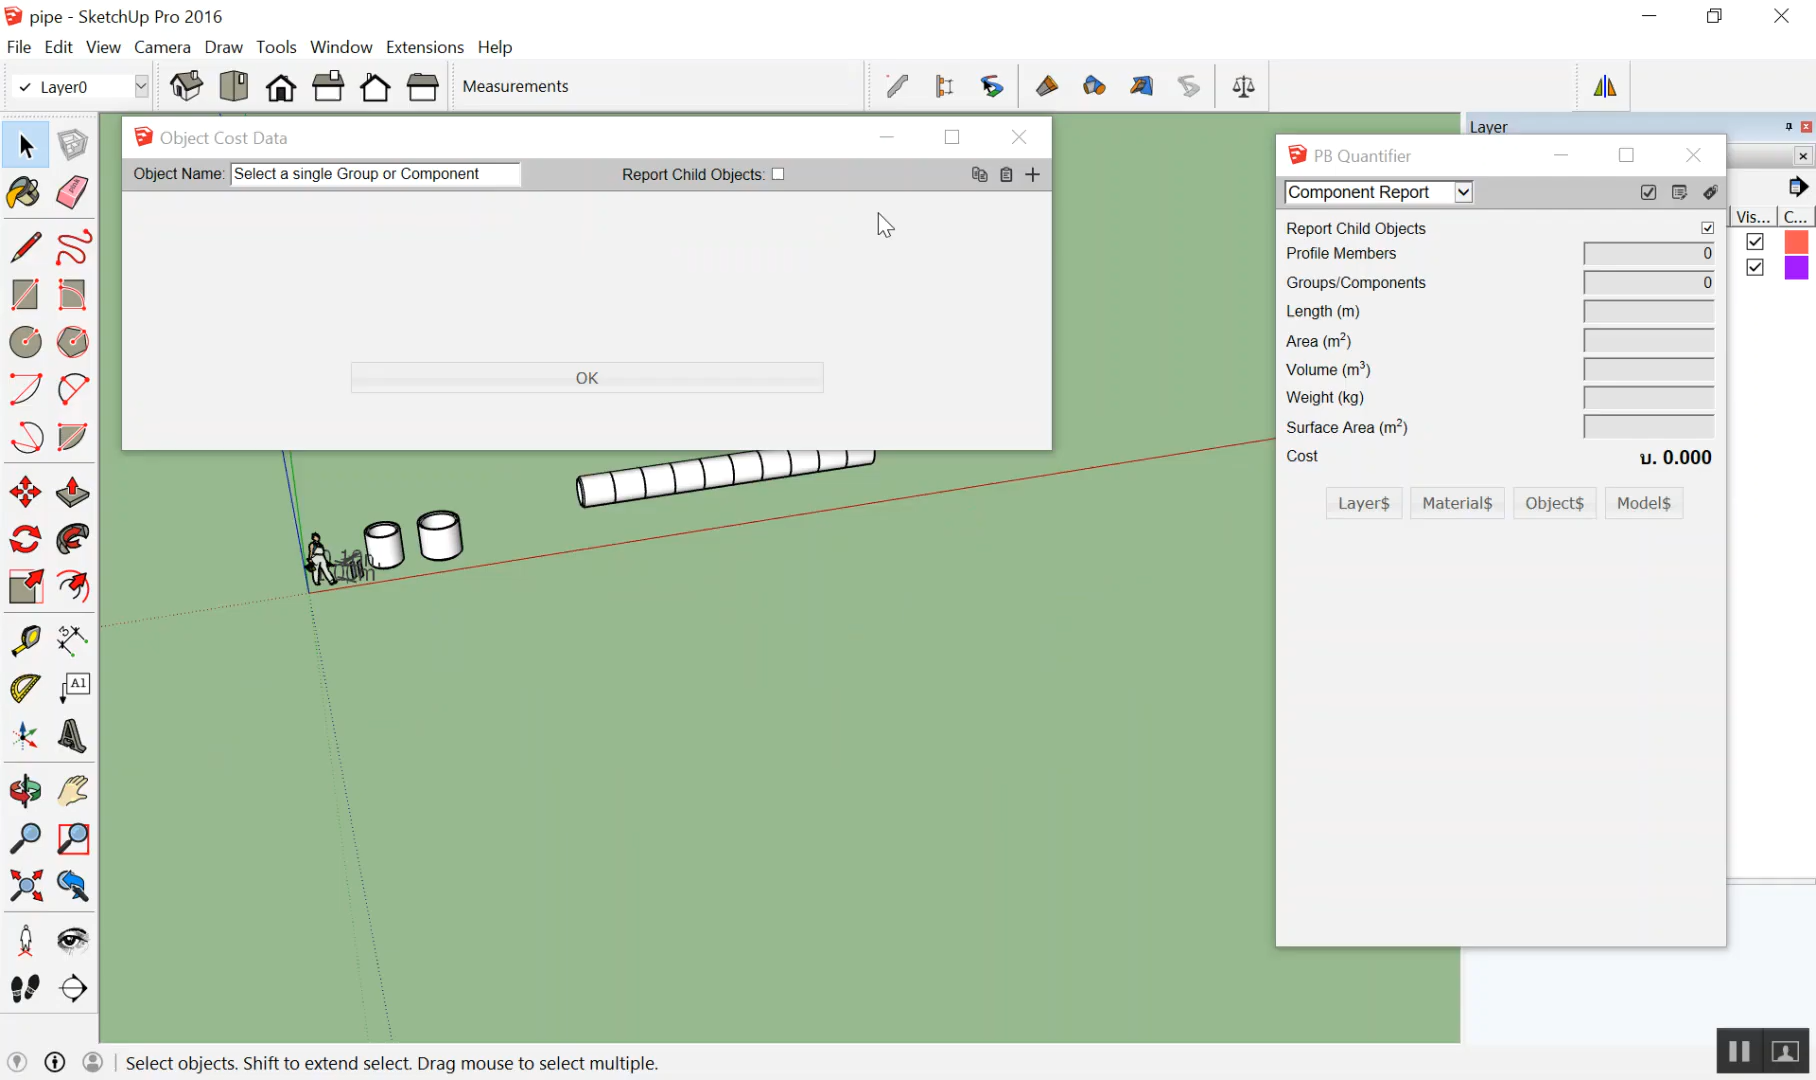 pipe - SketchUp Pro 2016
File Edit View Camera Draw Tools Window Extensions Help
Layer0
Measurements
Layer
Object Cost Data
Object Name: Select a single Group or Component
Report Child Objects:
OK
PB Quantifier
Component Report
Vis... C...
Report Child Objects
Profile Members 0
Groups/Components 0
Length (m)
Area (m²)
Volume (m³)
Weight (kg)
Surface Area (m²)
Cost บ. 0.000
Layer$ Material$ Object$ Model$
A1
Select objects. Shift to extend select. Drag mouse to select multiple.